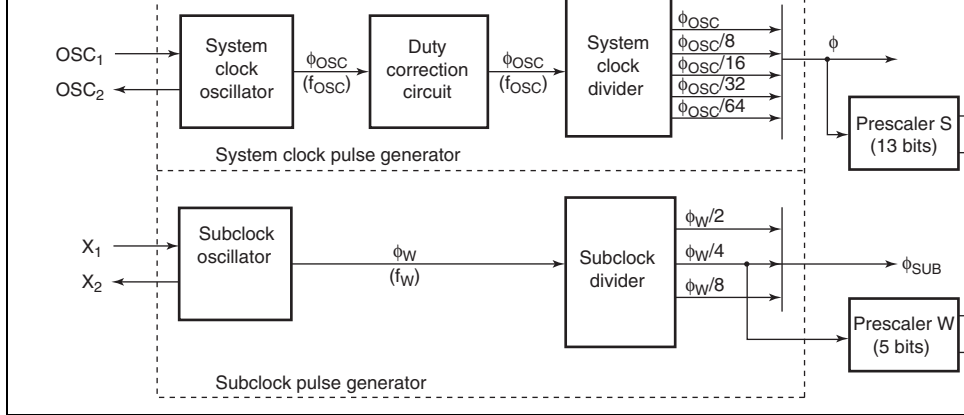 OSC1
OSC2
System
clock
oscillator
ϕOSC
(fOSC)
Duty
correction
circuit
ϕOSC
(fOSC)
System
clock
divider
ϕOSC
ϕOSC/8
ϕOSC/16
ϕOSC/32
ϕOSC/64
ϕ
Prescaler S
(13 bits)
System clock pulse generator
X1
X2
Subclock
oscillator
ϕW
(fW)
Subclock
divider
ϕW/2
ϕW/4
ϕW/8
ϕSUB
Prescaler W
(5 bits)
Subclock pulse generator